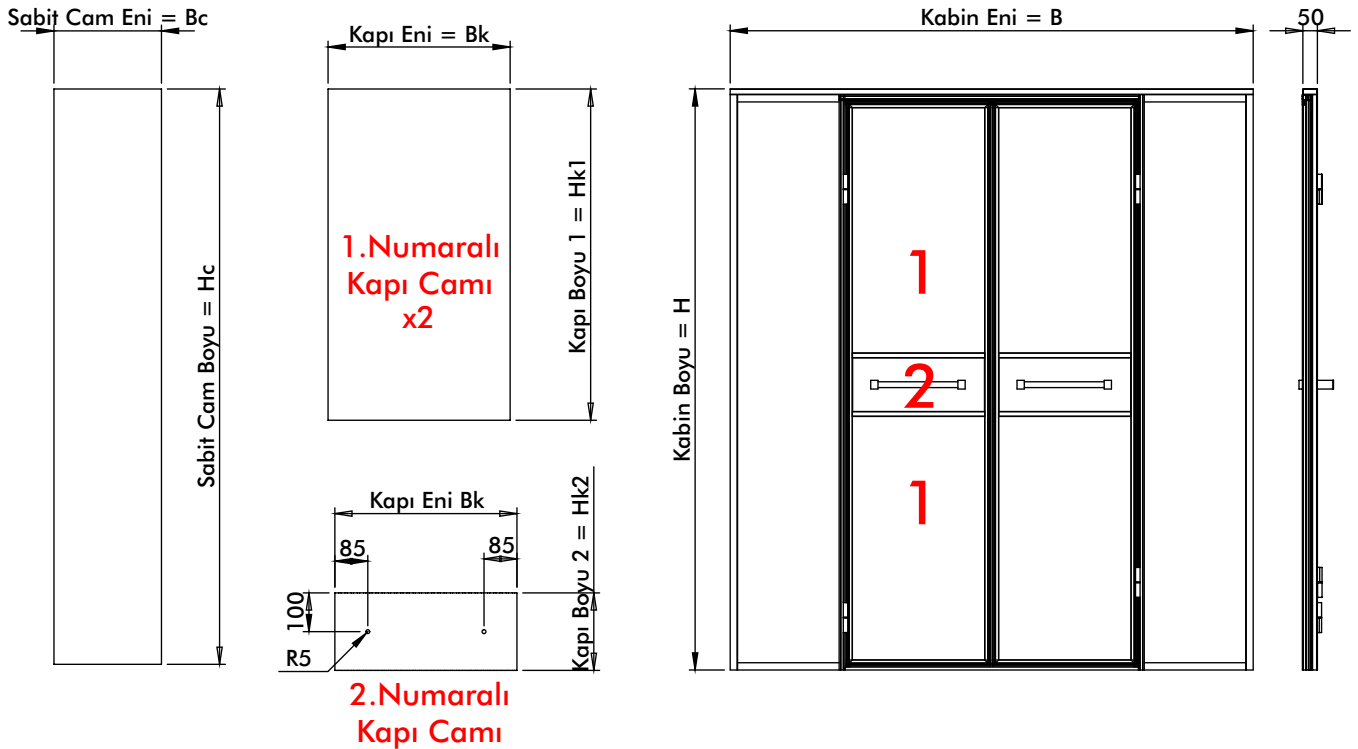 Sabit Cam Eni = Bc
Sabit Cam Boyu = Hc
Kapı Eni = Bk
1.Numaralı
Kapı Camı
x2
Kapı Boyu 1 = Hk1
Kapı Eni Bk
85
85
100
R5
Kapı Boyu 2 = Hk2
2.Numaralı
Kapı Camı
Kabin Eni = B
Kabin Boyu = H
1
2
1
50